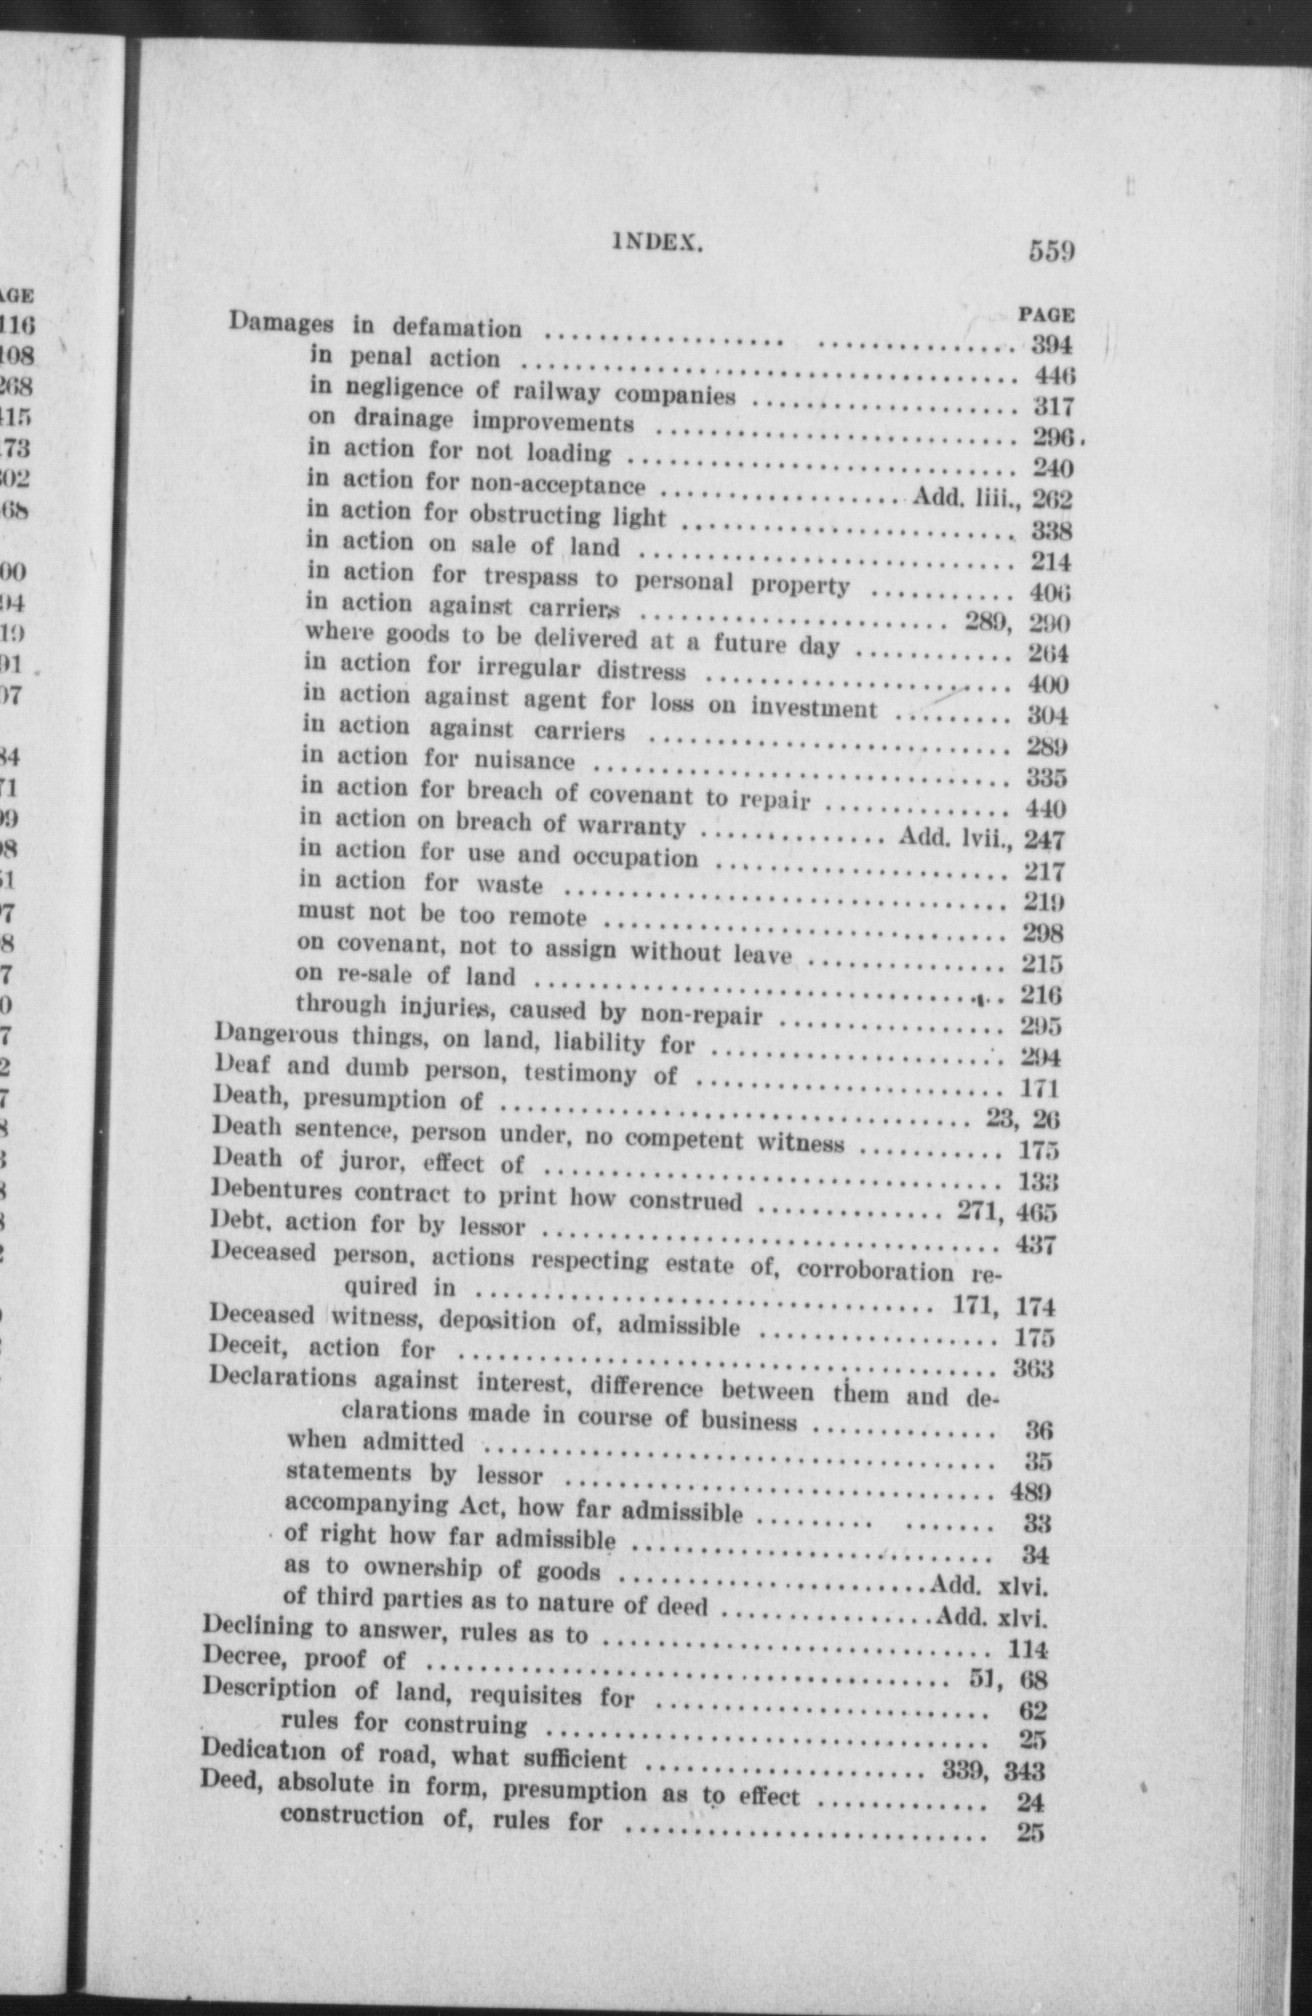 INDEX. 559
PAGE
Damages in defamation .................. ............... 394
in penal action ..................................... 446
in negligence of railway companies .................... 317
on drainage improvements ........................... 296.
in action for not loading ............................. 240
in action for non-acceptance .................. Add. liii., 262
in action for obstructing light ......................... 338
in action on sale of land ............................ 214
in action for trespass to personal property ........... 406
in action against carriers ....................... 289, 290
where goods to be delivered at a future day ............ 264
in action for irregular distress ....................... 400
in action against agent for loss on investment ......... 304
in action against carriers ........................... 289
in action for nuisance ............................... 335
in action for breach of covenant to repair .............. 440
in action on breach of warranty .............. Add. lvii., 247
in action for use and occupation ...................... 217
in action for waste ................................. 219
must not be too remote .............................. 298
on covenant, not to assign without leave ............... 215
on re-sale of land ................................... 216
through injuries, caused by non-repair ................. 295
Dangerous things, on land, liability for ...................... 294
Deaf and dumb person, testimony of ....................... 171
Death, presumption of ................................... 23, 26
Death sentence, person under, no competent witness ........... 175
Death of juror, effect of .................................. 133
Debentures contract to print how construed .............. 271, 465
Debt, action for by lessor .................................. 437
Deceased person, actions respecting estate of, corroboration re-
quired in .................................. 171, 174
Deceased witness, deposition of, admissible .................. 175
Deceit, action for ........................................ 363
Declarations against interest, difference between them and de-
clarations made in course of business .............. 36
when admitted ...................................... 35
statements by lessor ................................ 489
accompanying Act, how far admissible ......... ....... 33
of right how far admissible ........................... 34
as to ownership of goods .......................Add. xlvi.
of third parties as to nature of deed ................Add. xlvi.
Declining to answer, rules as to ............................. 114
Decree, proof of ....................................... 51, 68
Description of land, requisites for ......................... 62
rules for construing ................................. 25
Dedication of road, what sufficient ..................... 339, 343
Deed, absolute in form, presumption as to effect ............. 24
construction of, rules for ........................... 25